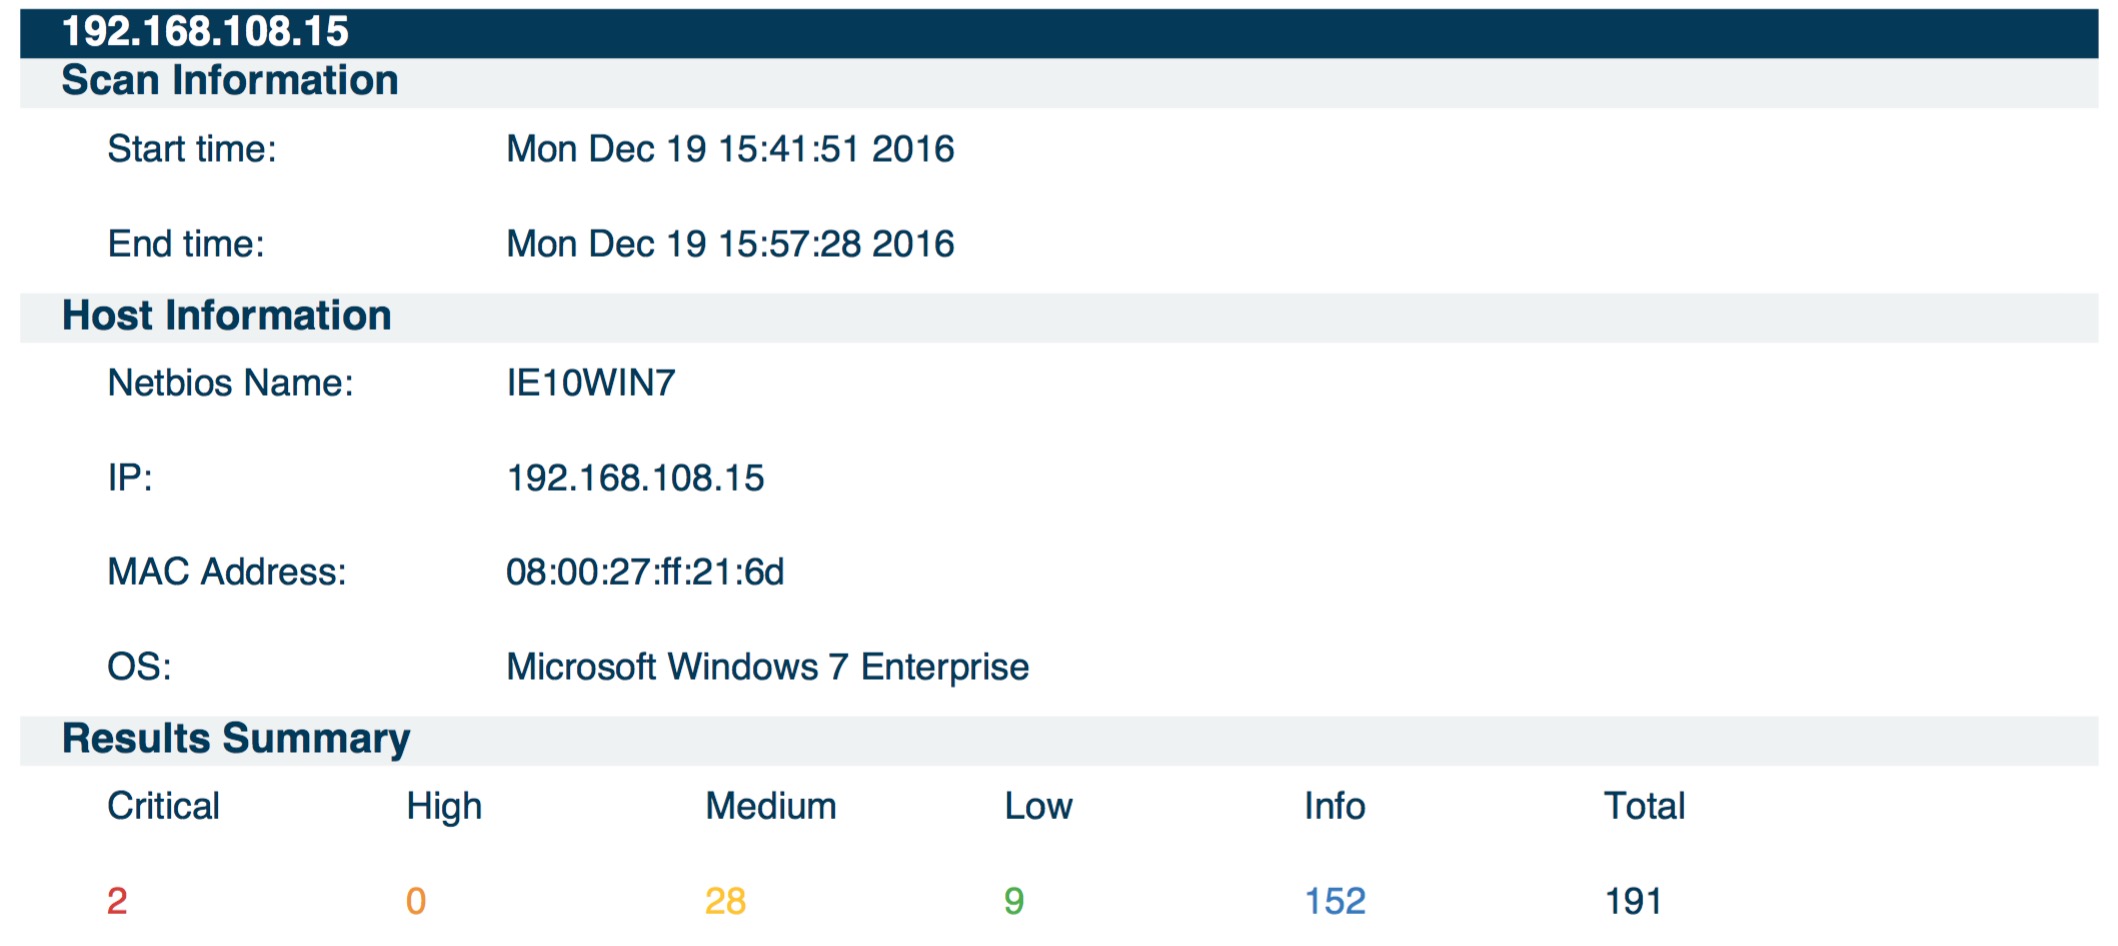 192.168.108.15
Scan Information
Start time: Mon Dec 19 15:41:51 2016
End time: Mon Dec 19 15:57:28 2016
Host Information
Netbios Name: IE10WIN7
IP: 192.168.108.15
MAC Address: 08:00:27:ff:21:6d
OS: Microsoft Windows 7 Enterprise
Results Summary
Critical High Medium Low Info Total
2 0 28 9 152 191